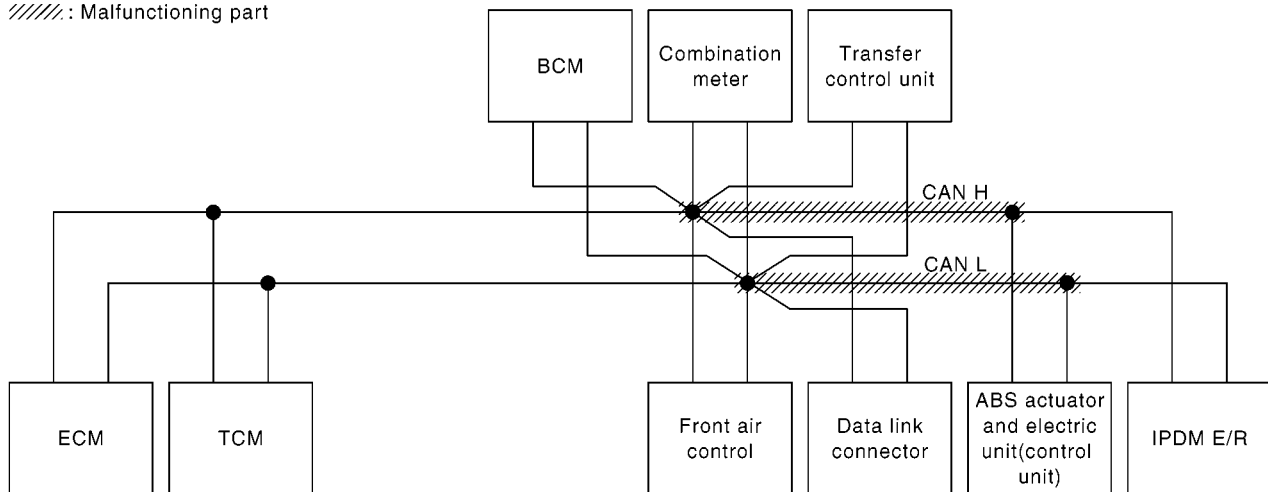 : Malfunctioning part
BCM
Combination
meter
Transfer
control unit
CAN H
CAN L
ECM
TCM
Front air
control
Data link
connector
ABS actuator
and electric
unit(control
unit)
IPDM E/R